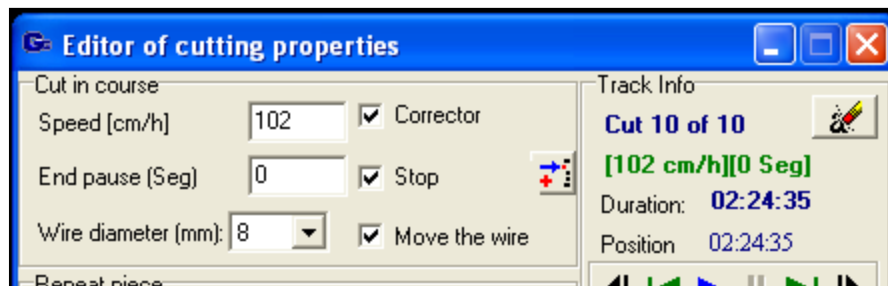 Editor of cutting properties
Cut in course
Speed [cm/h] 102 Corrector
End pause (Seg) 0 Stop
Wire diameter (mm): 8 Move the wire
Repeat piece
Track Info
Cut 10 of 10
[102 cm/h][0 Seg]
Duration: 02:24:35
Position 02:24:35